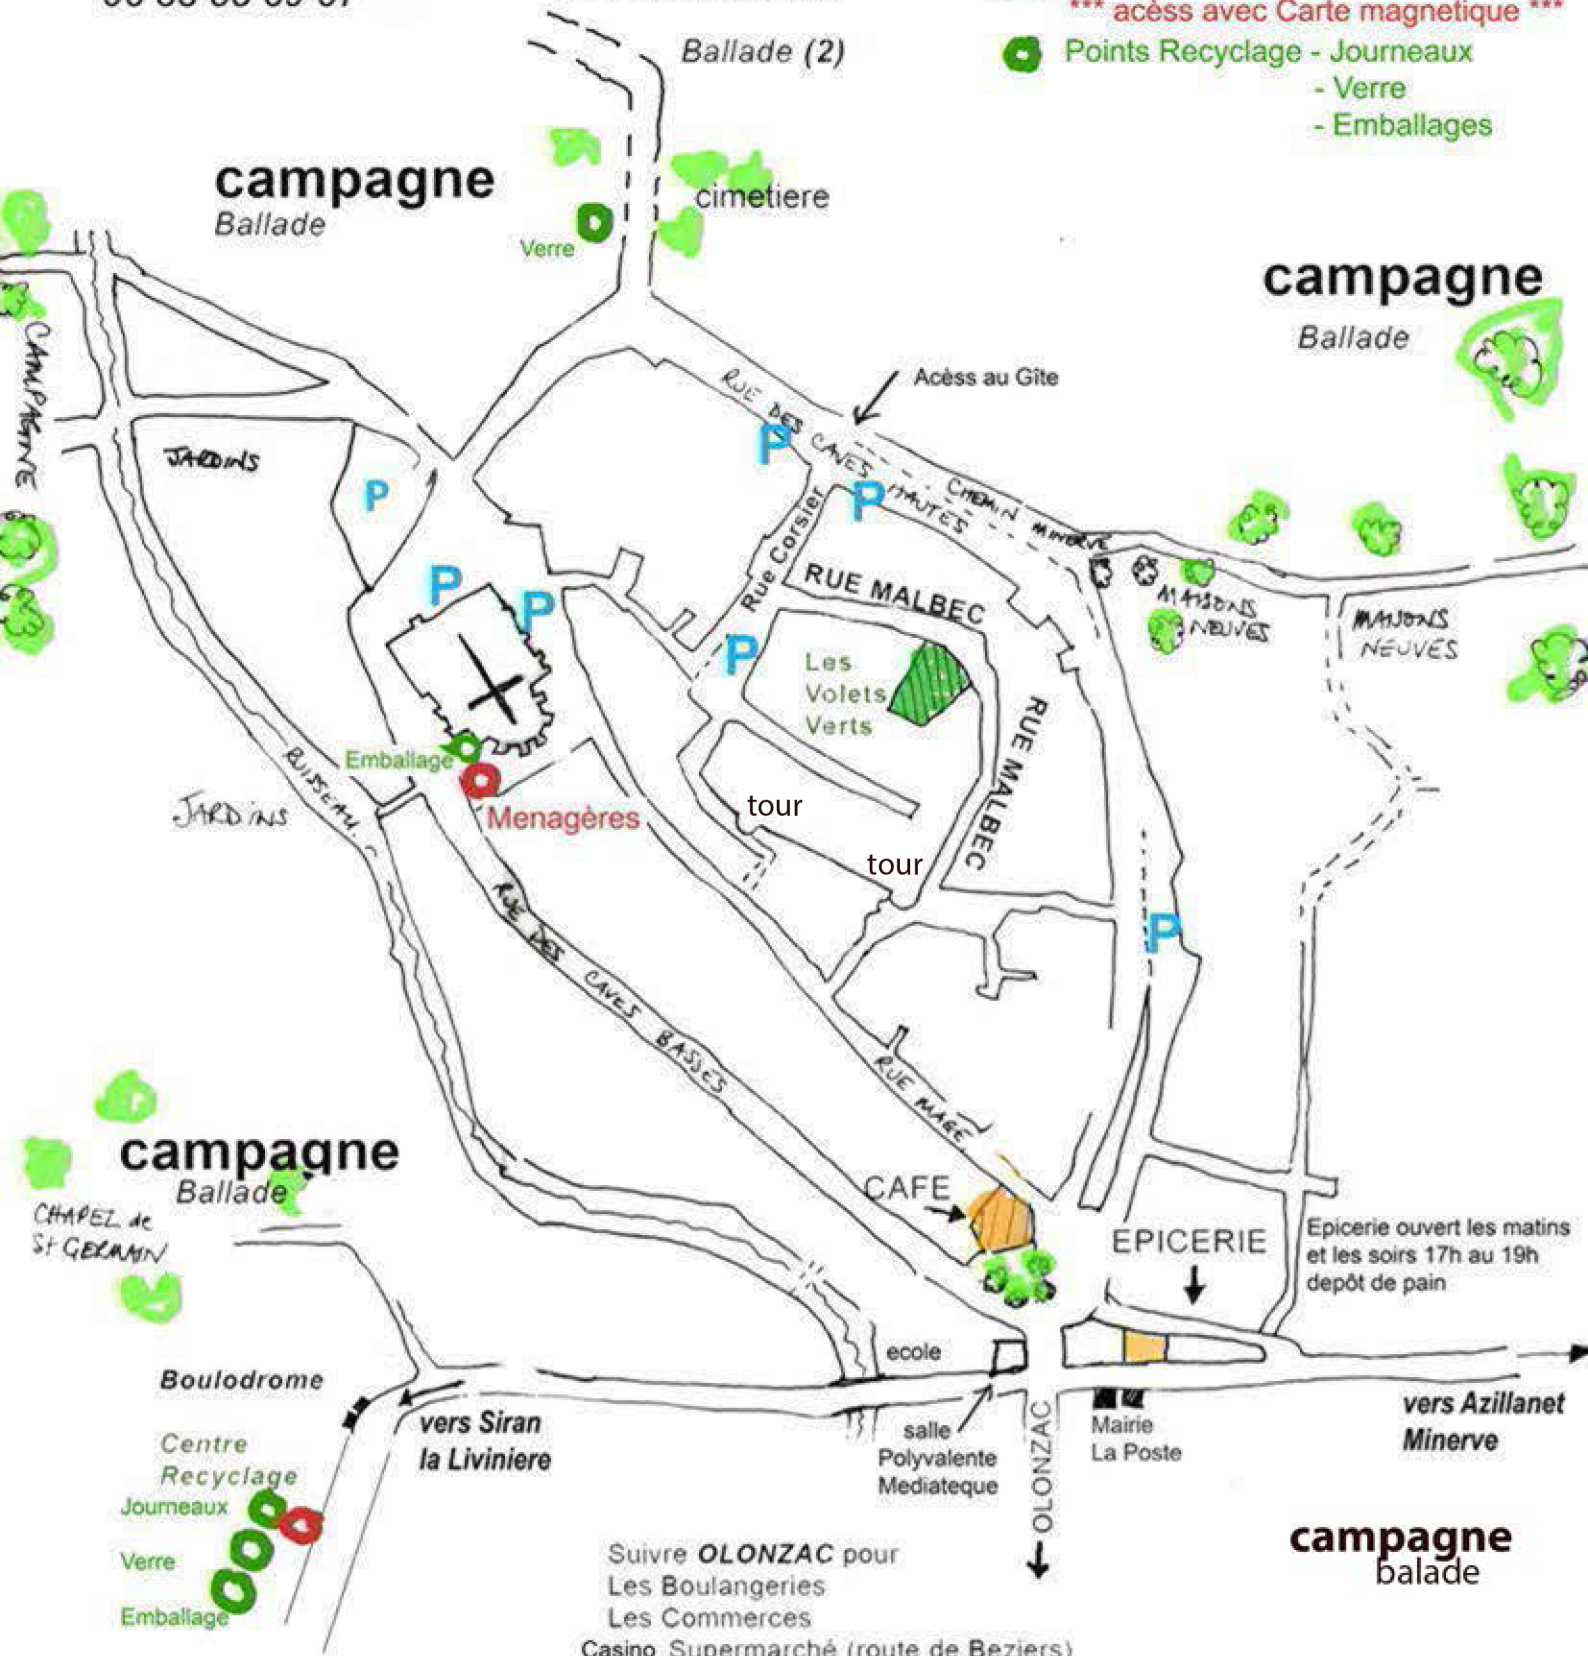 *** acèss avec Carte magnetique ***
Ballade (2)
Points Recyclage - Journeaux
- Verre
- Emballages
campagne
Ballade
cimetiere
Verre
campagne
Ballade
CAMPAGNE
Acèss au Gîte
RUE DES CAVES HAUTES
P
JARDINS
P
P
CHEMIN MINERVE
Rue Corsier
RUE MALBEC
P
P
MAISONS
NEUVES
MAISONS
NEUVES
P
Les
Volets
Verts
RUE MALBEC
Emballage
RUISSEAU
JARDINS
Menagères
tour
tour
RUE DES CAVES BASSES
P
RUE MAGE
campagne
Ballade
CHAPEL de
St GERMAIN
CAFE
EPICERIE
Epicerie ouvert les matins
et les soirs 17h au 19h
depôt de pain
ecole
Boulodrome
vers Siran
la Liviniere
salle
Polyvalente
Mediateque
OLONZAC
Mairie
La Poste
vers Azillanet
Minerve
Centre
Recyclage
Journeaux
Verre
Emballage
campagne
balade
Suivre OLONZAC pour
Les Boulangeries
Les Commerces
Casino Supermarché (route de Beziers)